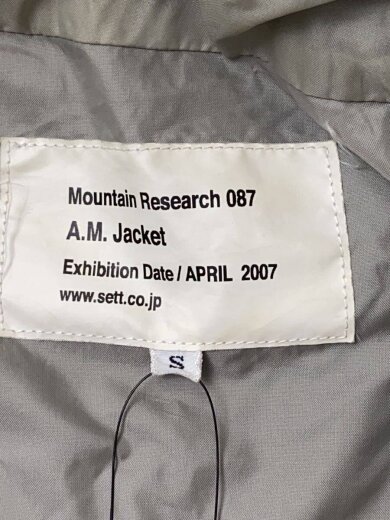 Mountain Research 087
A.M. Jacket
Exhibition Date / APRIL 2007
www.sett.co.jp
S